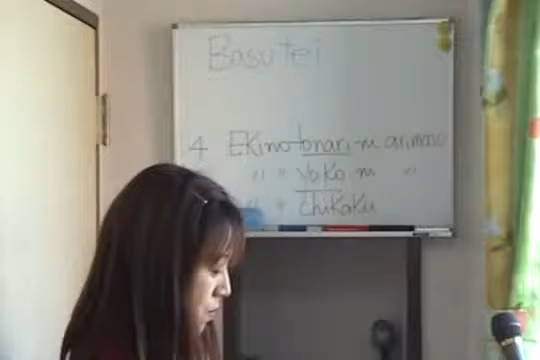 Basutei
4 Ekino tonari ni arimasu
" " Yoko ni "
" " chikaku